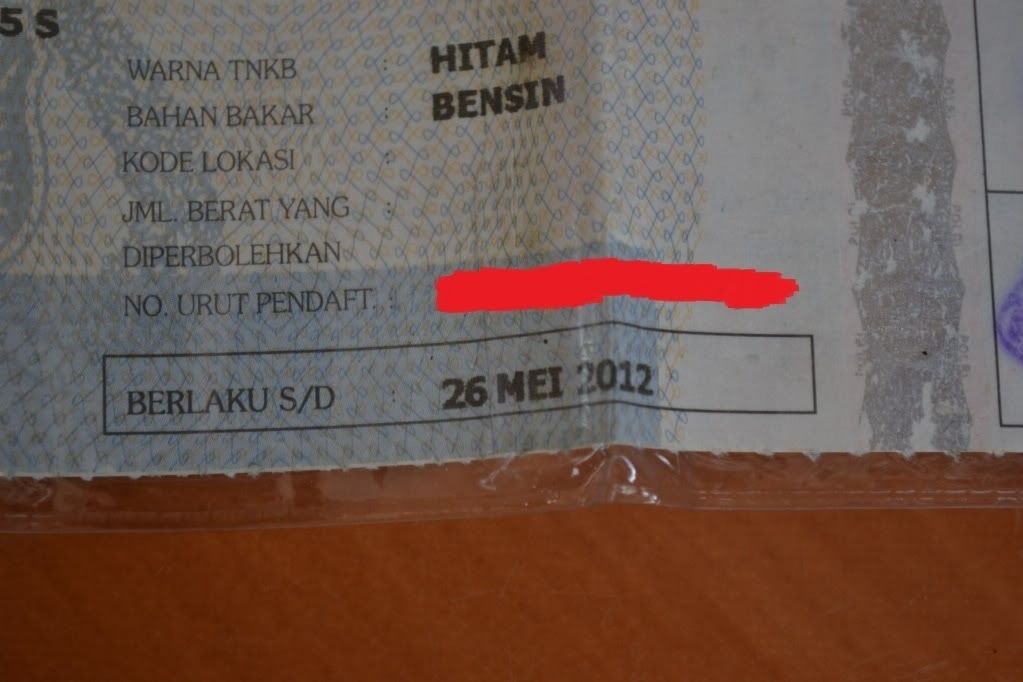 5 S
WARNA TNKB : HITAM
BAHAN BAKAR : BENSIN
KODE LOKASI :
JML. BERAT YANG :
DIPERBOLEHKAN
NO. URUT PENDAFT. :
BERLAKU S/D : 26 MEI 2012